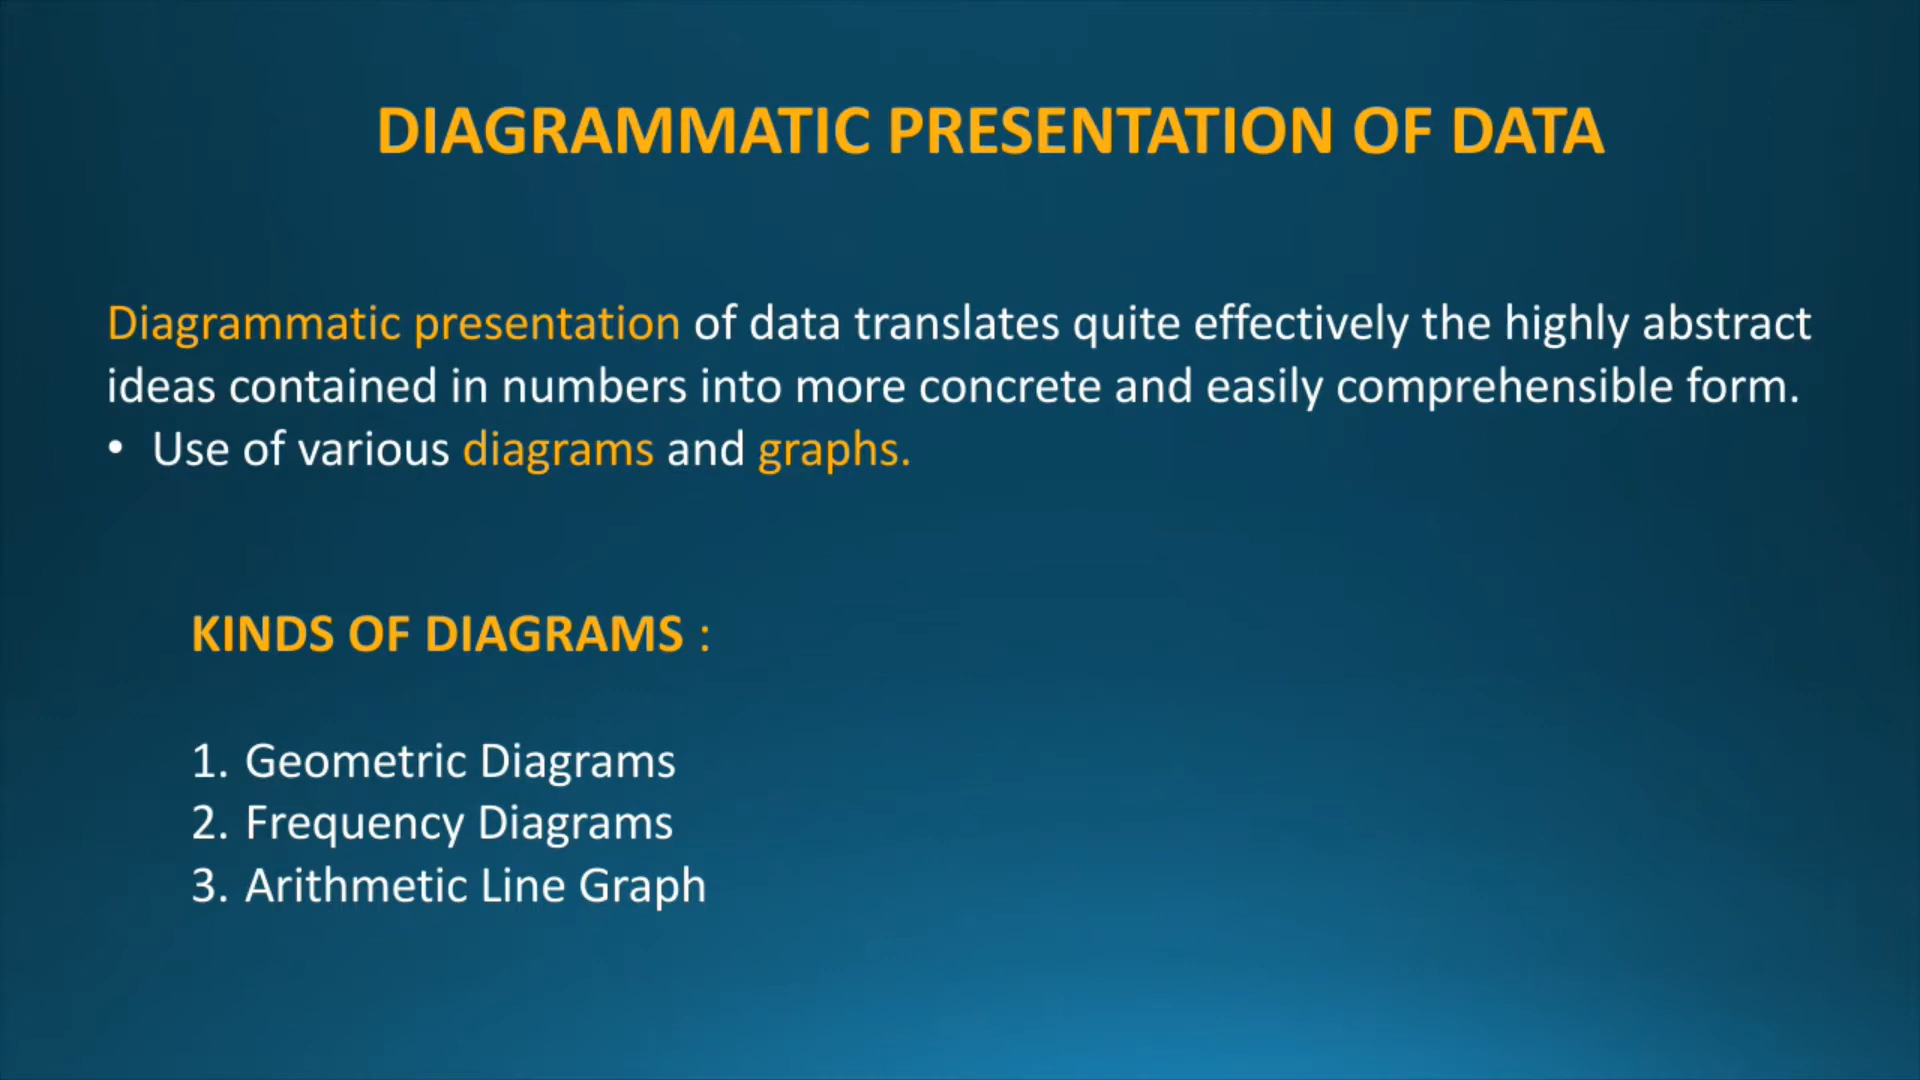 DIAGRAMMATIC PRESENTATION OF DATA
Diagrammatic presentation of data translates quite effectively the highly abstract
ideas contained in numbers into more concrete and easily comprehensible form.
• Use of various diagrams and graphs.
KINDS OF DIAGRAMS :
1. Geometric Diagrams
2. Frequency Diagrams
3. Arithmetic Line Graph